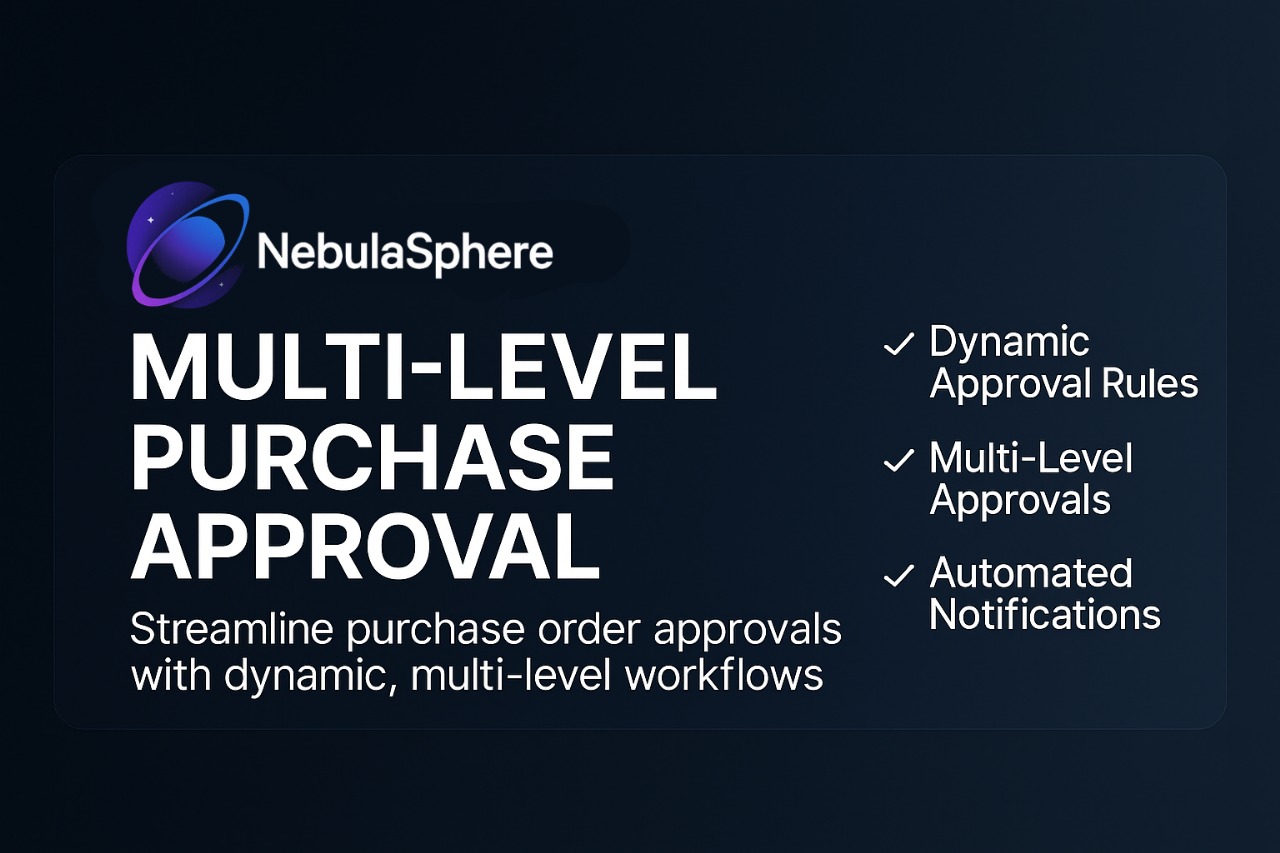 NebulaSphere
MULTI-LEVEL
PURCHASE
APPROVAL
Streamline purchase order approvals
with dynamic, multi-level workflows
Dynamic
Approval Rules
Multi-Level
Approvals
Automated
Notifications